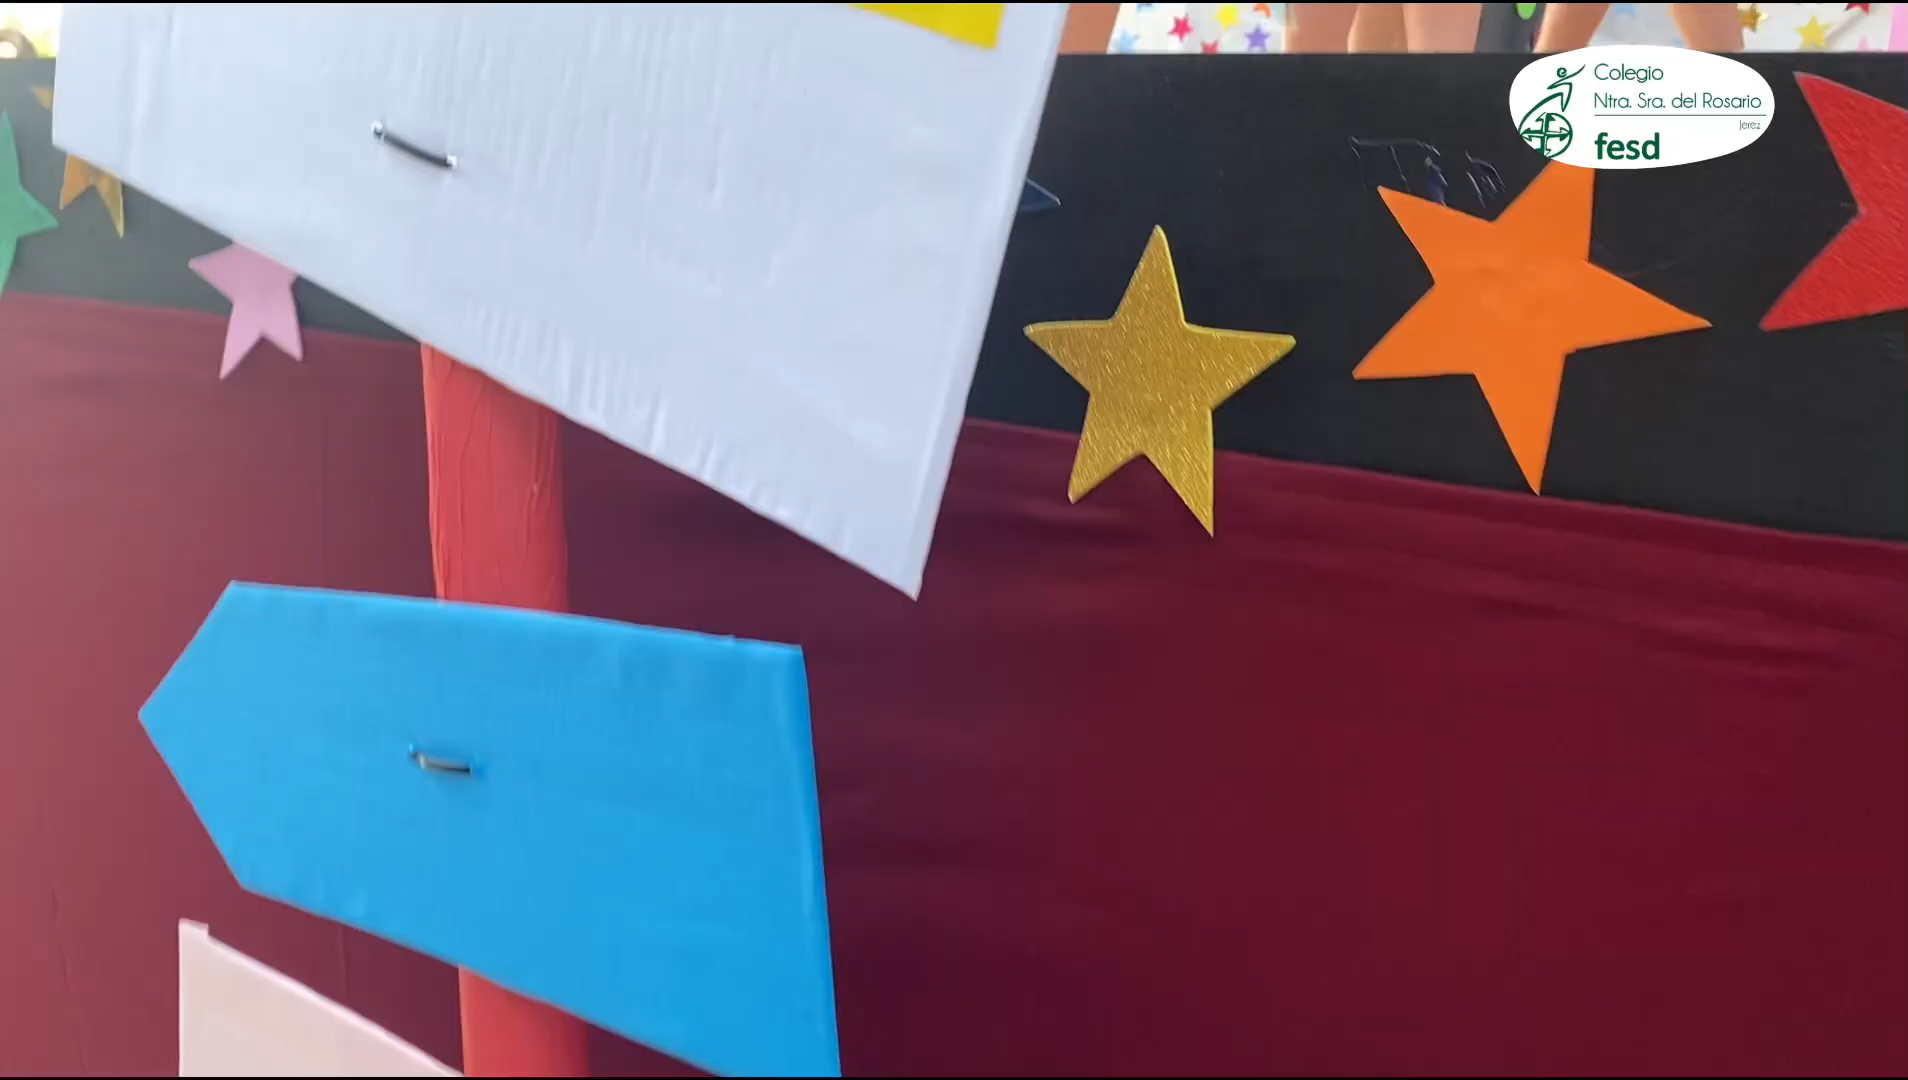 Colegio
Ntra. Sra. del Rosario
Jerez
fesd